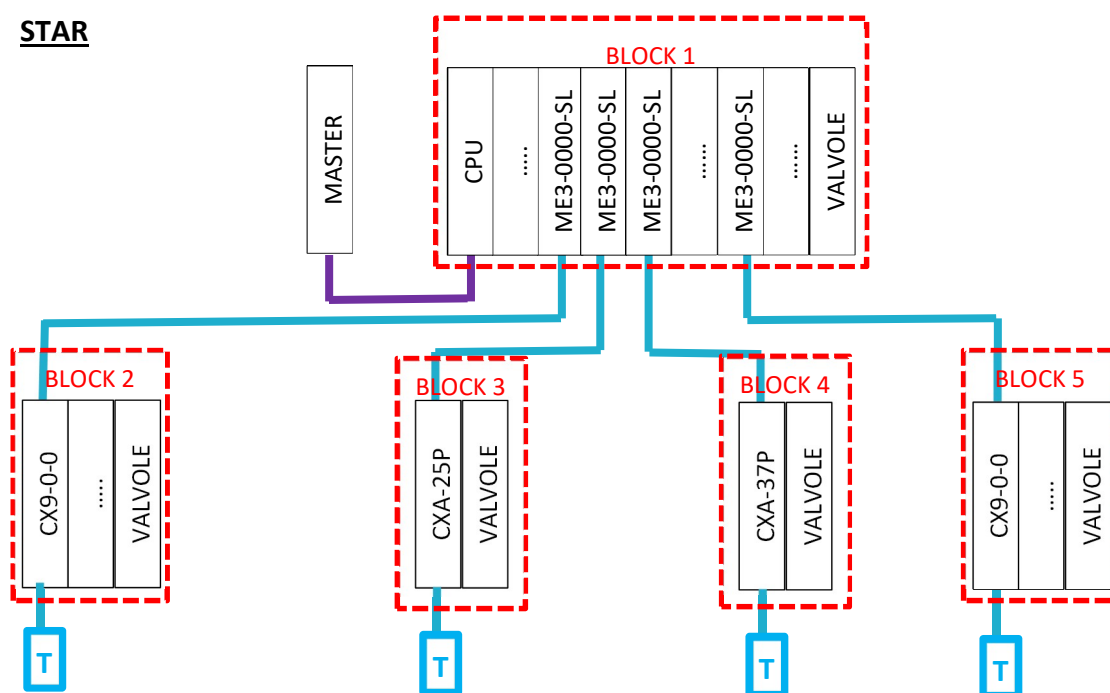 STAR
BLOCK 1
MASTER
CPU
.....
ME3-0000-SL
ME3-0000-SL
ME3-0000-SL
.....
ME3-0000-SL
.....
VALVOLE
BLOCK 2
CX9-0-0
.....
VALVOLE
BLOCK 3
CXA-25P
VALVOLE
BLOCK 4
CXA-37P
VALVOLE
BLOCK 5
CX9-0-0
.....
VALVOLE
T
T
T
T